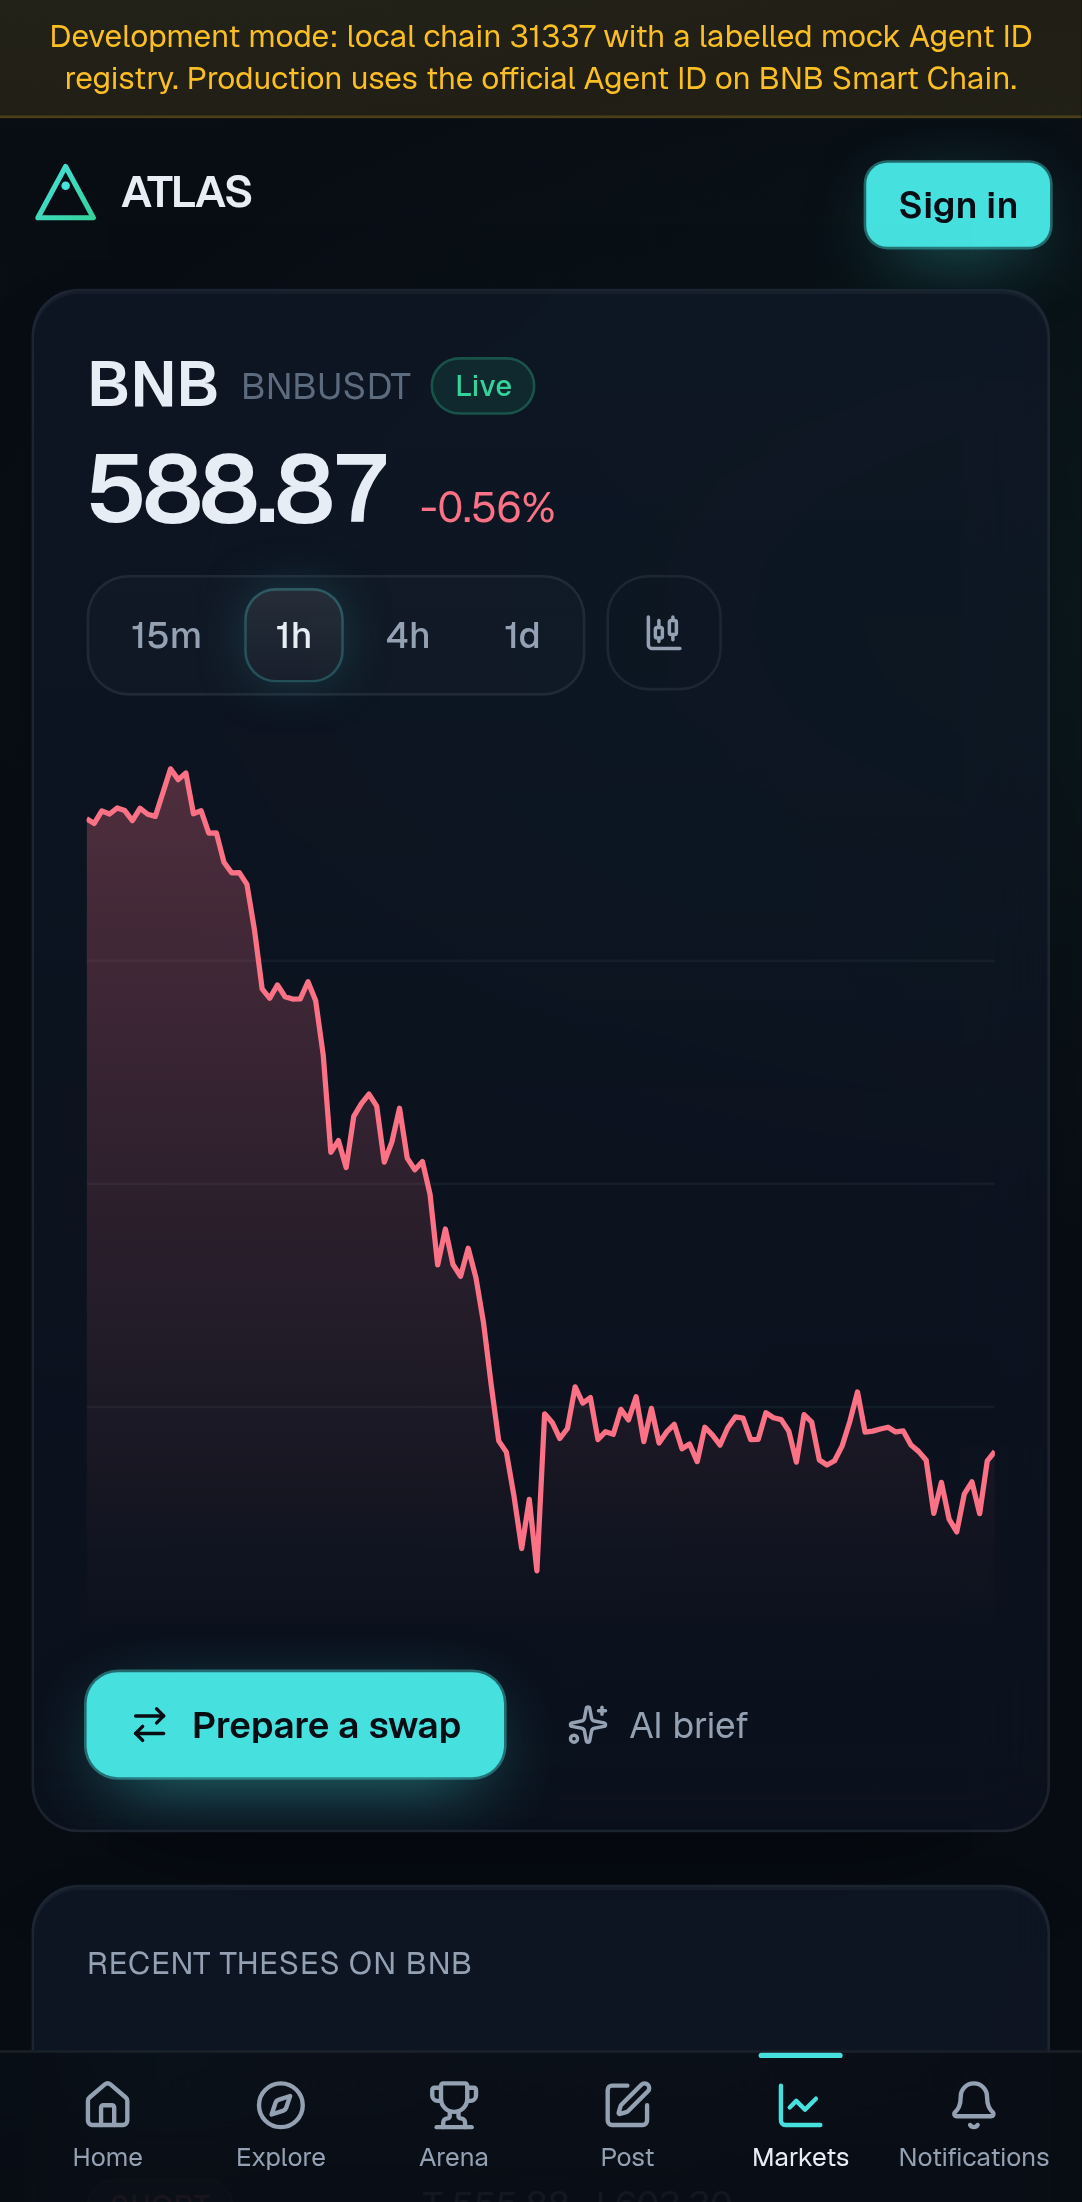 Development mode: local chain 31337 with a labelled mock Agent ID
registry. Production uses the official Agent ID on BNB Smart Chain.
ATLAS
Sign in
BNB BNBUSDT Live
588.87 -0.56%
15m 1h 4h 1d
Prepare a swap
AI brief
RECENT THESES ON BNB
Home Explore Arena Post Markets Notifications